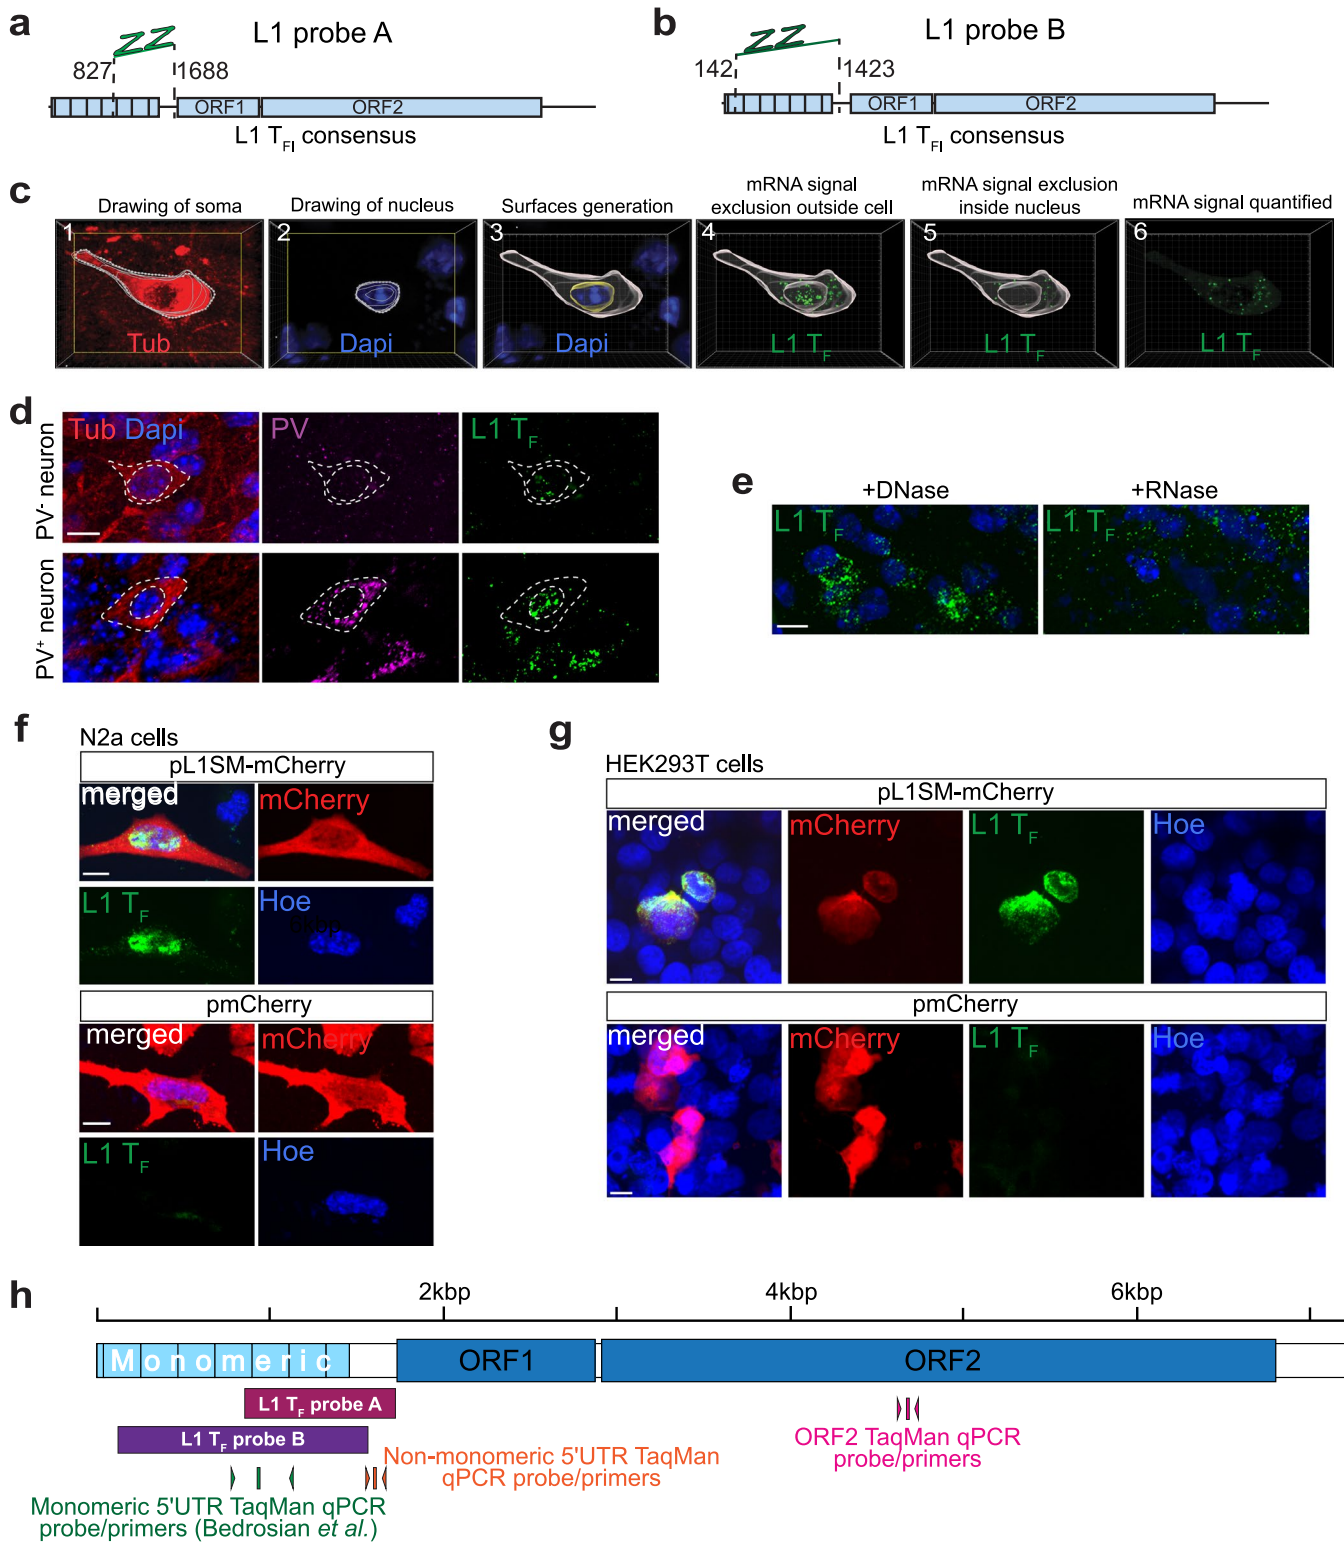 a
L1 probe A
827
1688
ORF1
ORF2
L1 TFI consensus
b
L1 probe B
142
1423
ORF1
ORF2
L1 TFI consensus
c
Drawing of soma
Drawing of nucleus
Surfaces generation
mRNA signal
exclusion outside cell
mRNA signal exclusion
inside nucleus
mRNA signal quantified
1
Tub
2
Dapi
3
Dapi
4
L1 TF
5
L1 TF
6
L1 TF
d
PV- neuron
Tub Dapi
PV
L1 TF
PV+ neuron
e
+DNase
+RNase
L1 TF
L1 TF
f
N2a cells
pL1SM-mCherry
merged
mCherry
L1 TF
Hoe
pmCherry
merged
mCherry
L1 TF
Hoe
g
HEK293T cells
pL1SM-mCherry
merged
mCherry
L1 TF
Hoe
pmCherry
merged
mCherry
L1 TF
Hoe
h
2kbp
4kbp
6kbp
Monomeric
ORF1
ORF2
L1 TF probe A
L1 TF probe B
Non-monomeric 5'UTR TaqMan
qPCR probe/primers
ORF2 TaqMan qPCR
probe/primers
Monomeric 5'UTR TaqMan qPCR
probe/primers (Bedrosian et al.)